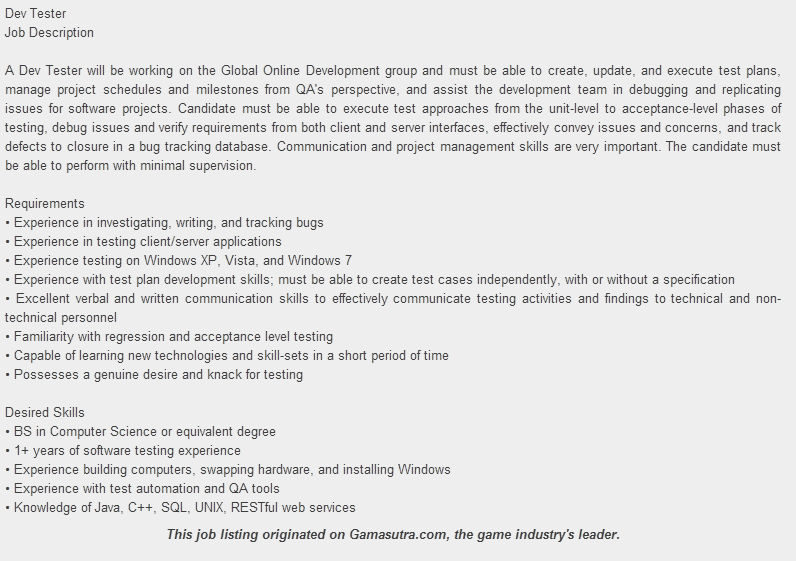 Dev Tester
Job Description
A Dev Tester will be working on the Global Online Development group and must be able to create, update, and execute test plans,
manage project schedules and milestones from QA's perspective, and assist the development team in debugging and replicating
issues for software projects. Candidate must be able to execute test approaches from the unit-level to acceptance-level phases of
testing, debug issues and verify requirements from both client and server interfaces, effectively convey issues and concerns, and track
defects to closure in a bug tracking database. Communication and project management skills are very important. The candidate must
be able to perform with minimal supervision.
Requirements
• Experience in investigating, writing, and tracking bugs
• Experience in testing client/server applications
• Experience testing on Windows XP, Vista, and Windows 7
• Experience with test plan development skills; must be able to create test cases independently, with or without a specification
• Excellent verbal and written communication skills to effectively communicate testing activities and findings to technical and non-
technical personnel
• Familiarity with regression and acceptance level testing
• Capable of learning new technologies and skill-sets in a short period of time
• Possesses a genuine desire and knack for testing
Desired Skills
• BS in Computer Science or equivalent degree
• 1+ years of software testing experience
• Experience building computers, swapping hardware, and installing Windows
• Experience with test automation and QA tools
• Knowledge of Java, C++, SQL, UNIX, RESTful web services
This job listing originated on Gamasutra.com, the game industry's leader.